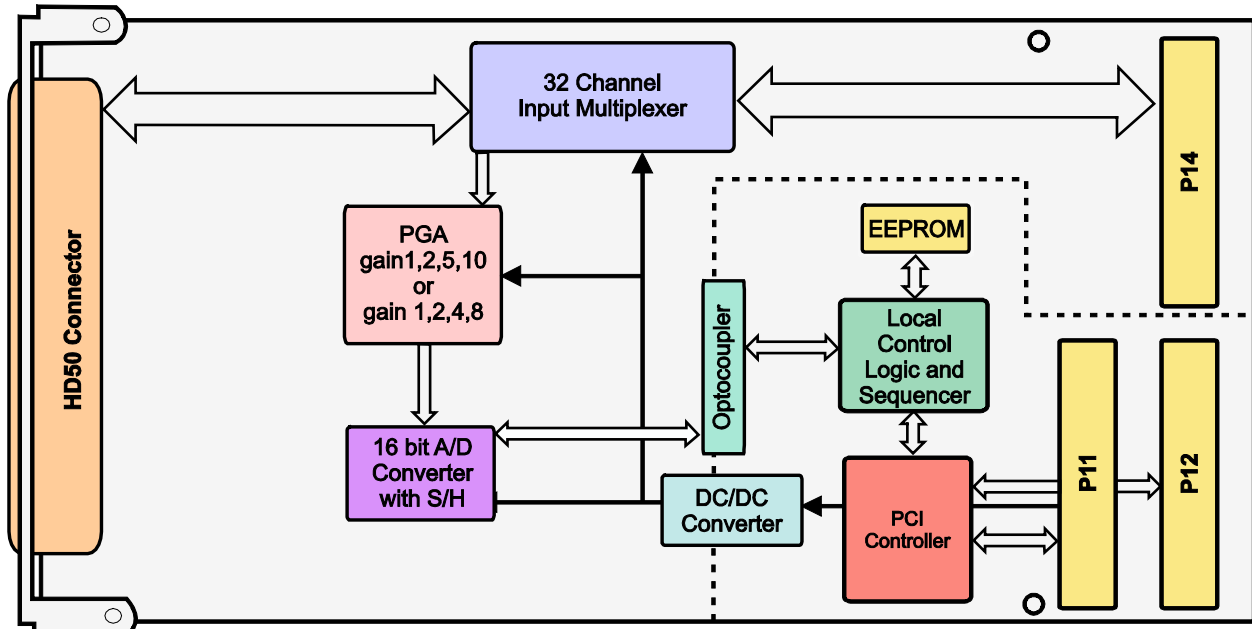 32 Channel
Input Multiplexer
P14
HD50 Connector
PGA
gain1,2,5,10
or
gain 1,2,4,8
EEPROM
Optocoupler
Local
Control
Logic and
Sequencer
16 bit A/D
Converter
with S/H
DC/DC
Converter
PCI
Controller
P11
P12